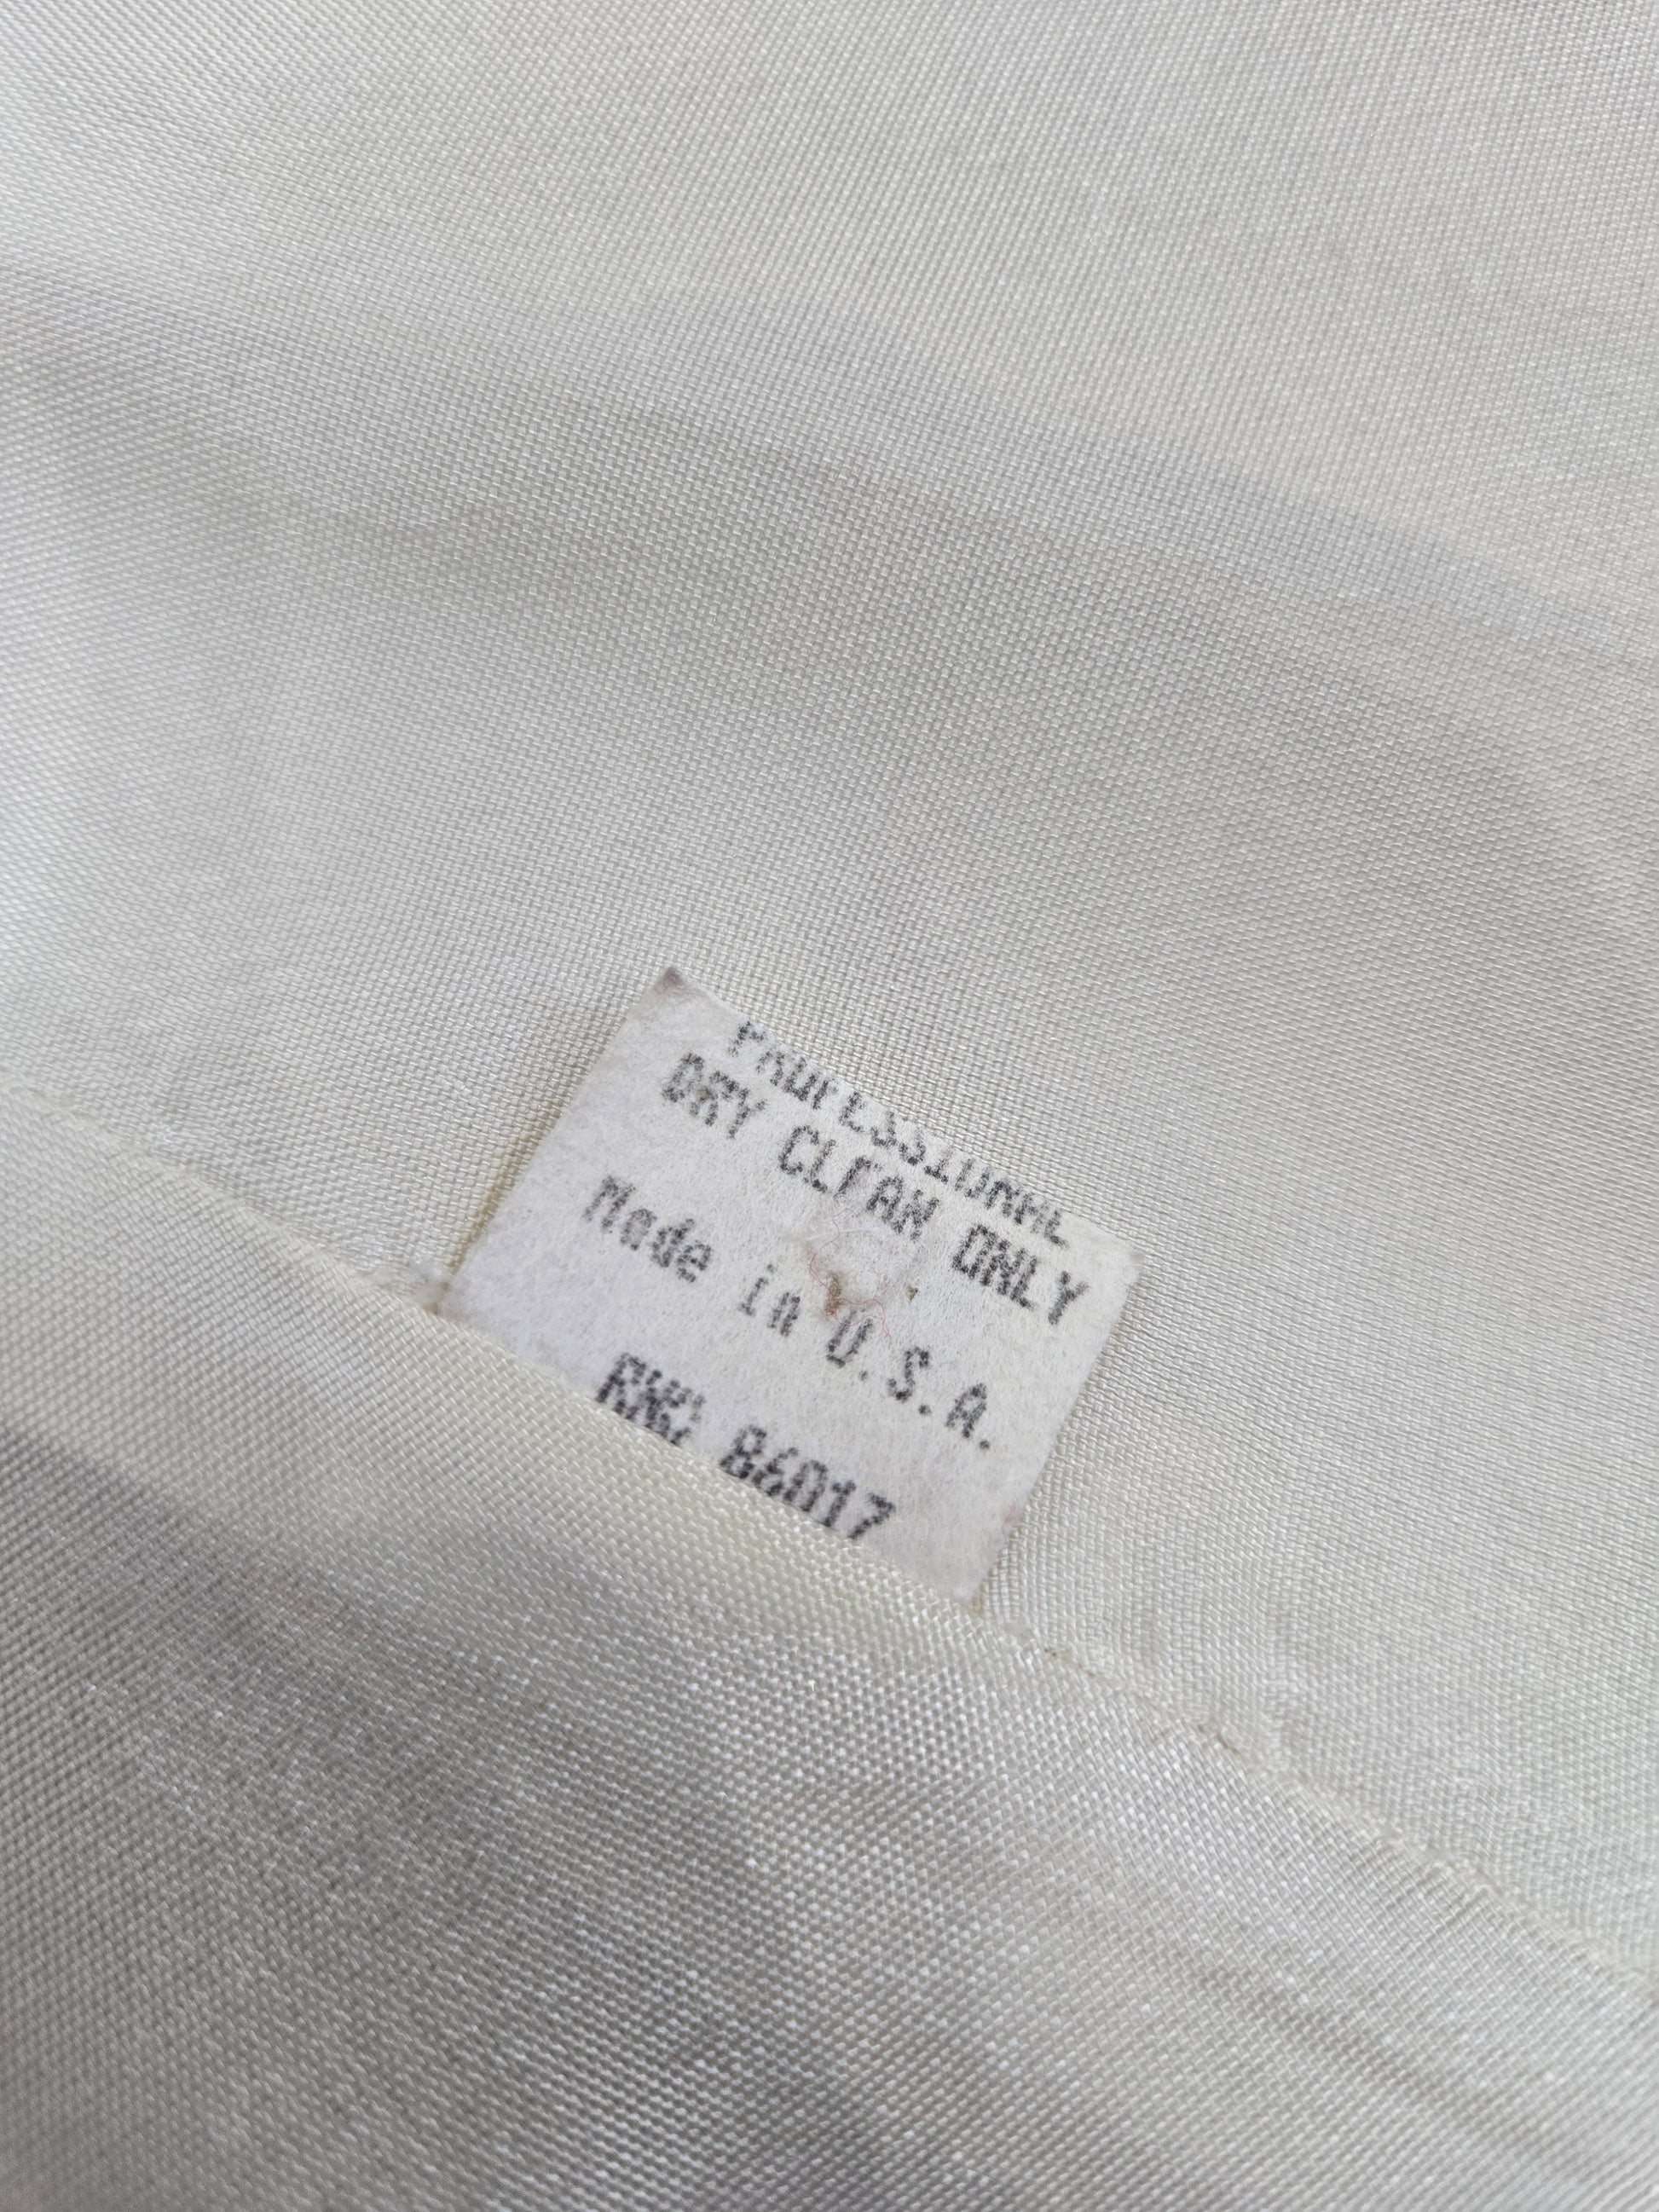 PROFESSIONAL
DRY CLEAN ONLY
Made in U.S.A.
RN# 86017